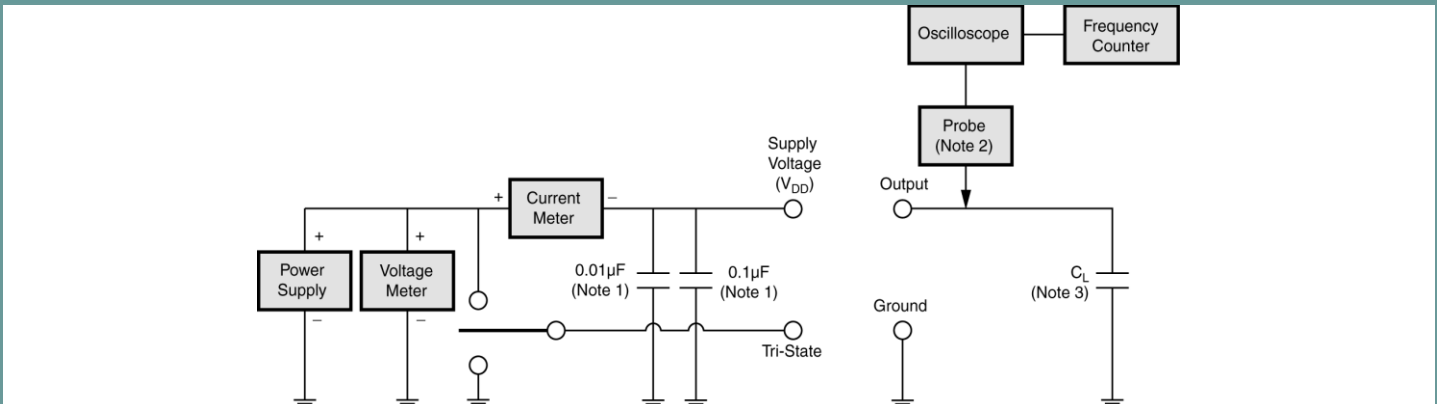 Oscilloscope
Frequency
Counter
Probe
(Note 2)
Supply
Voltage
(VDD)
Output
+
Current
Meter
–
+
Power
Supply
–
+
Voltage
Meter
–
0.01µF
(Note 1)
0.1µF
(Note 1)
CL
(Note 3)
Ground
Tri-State